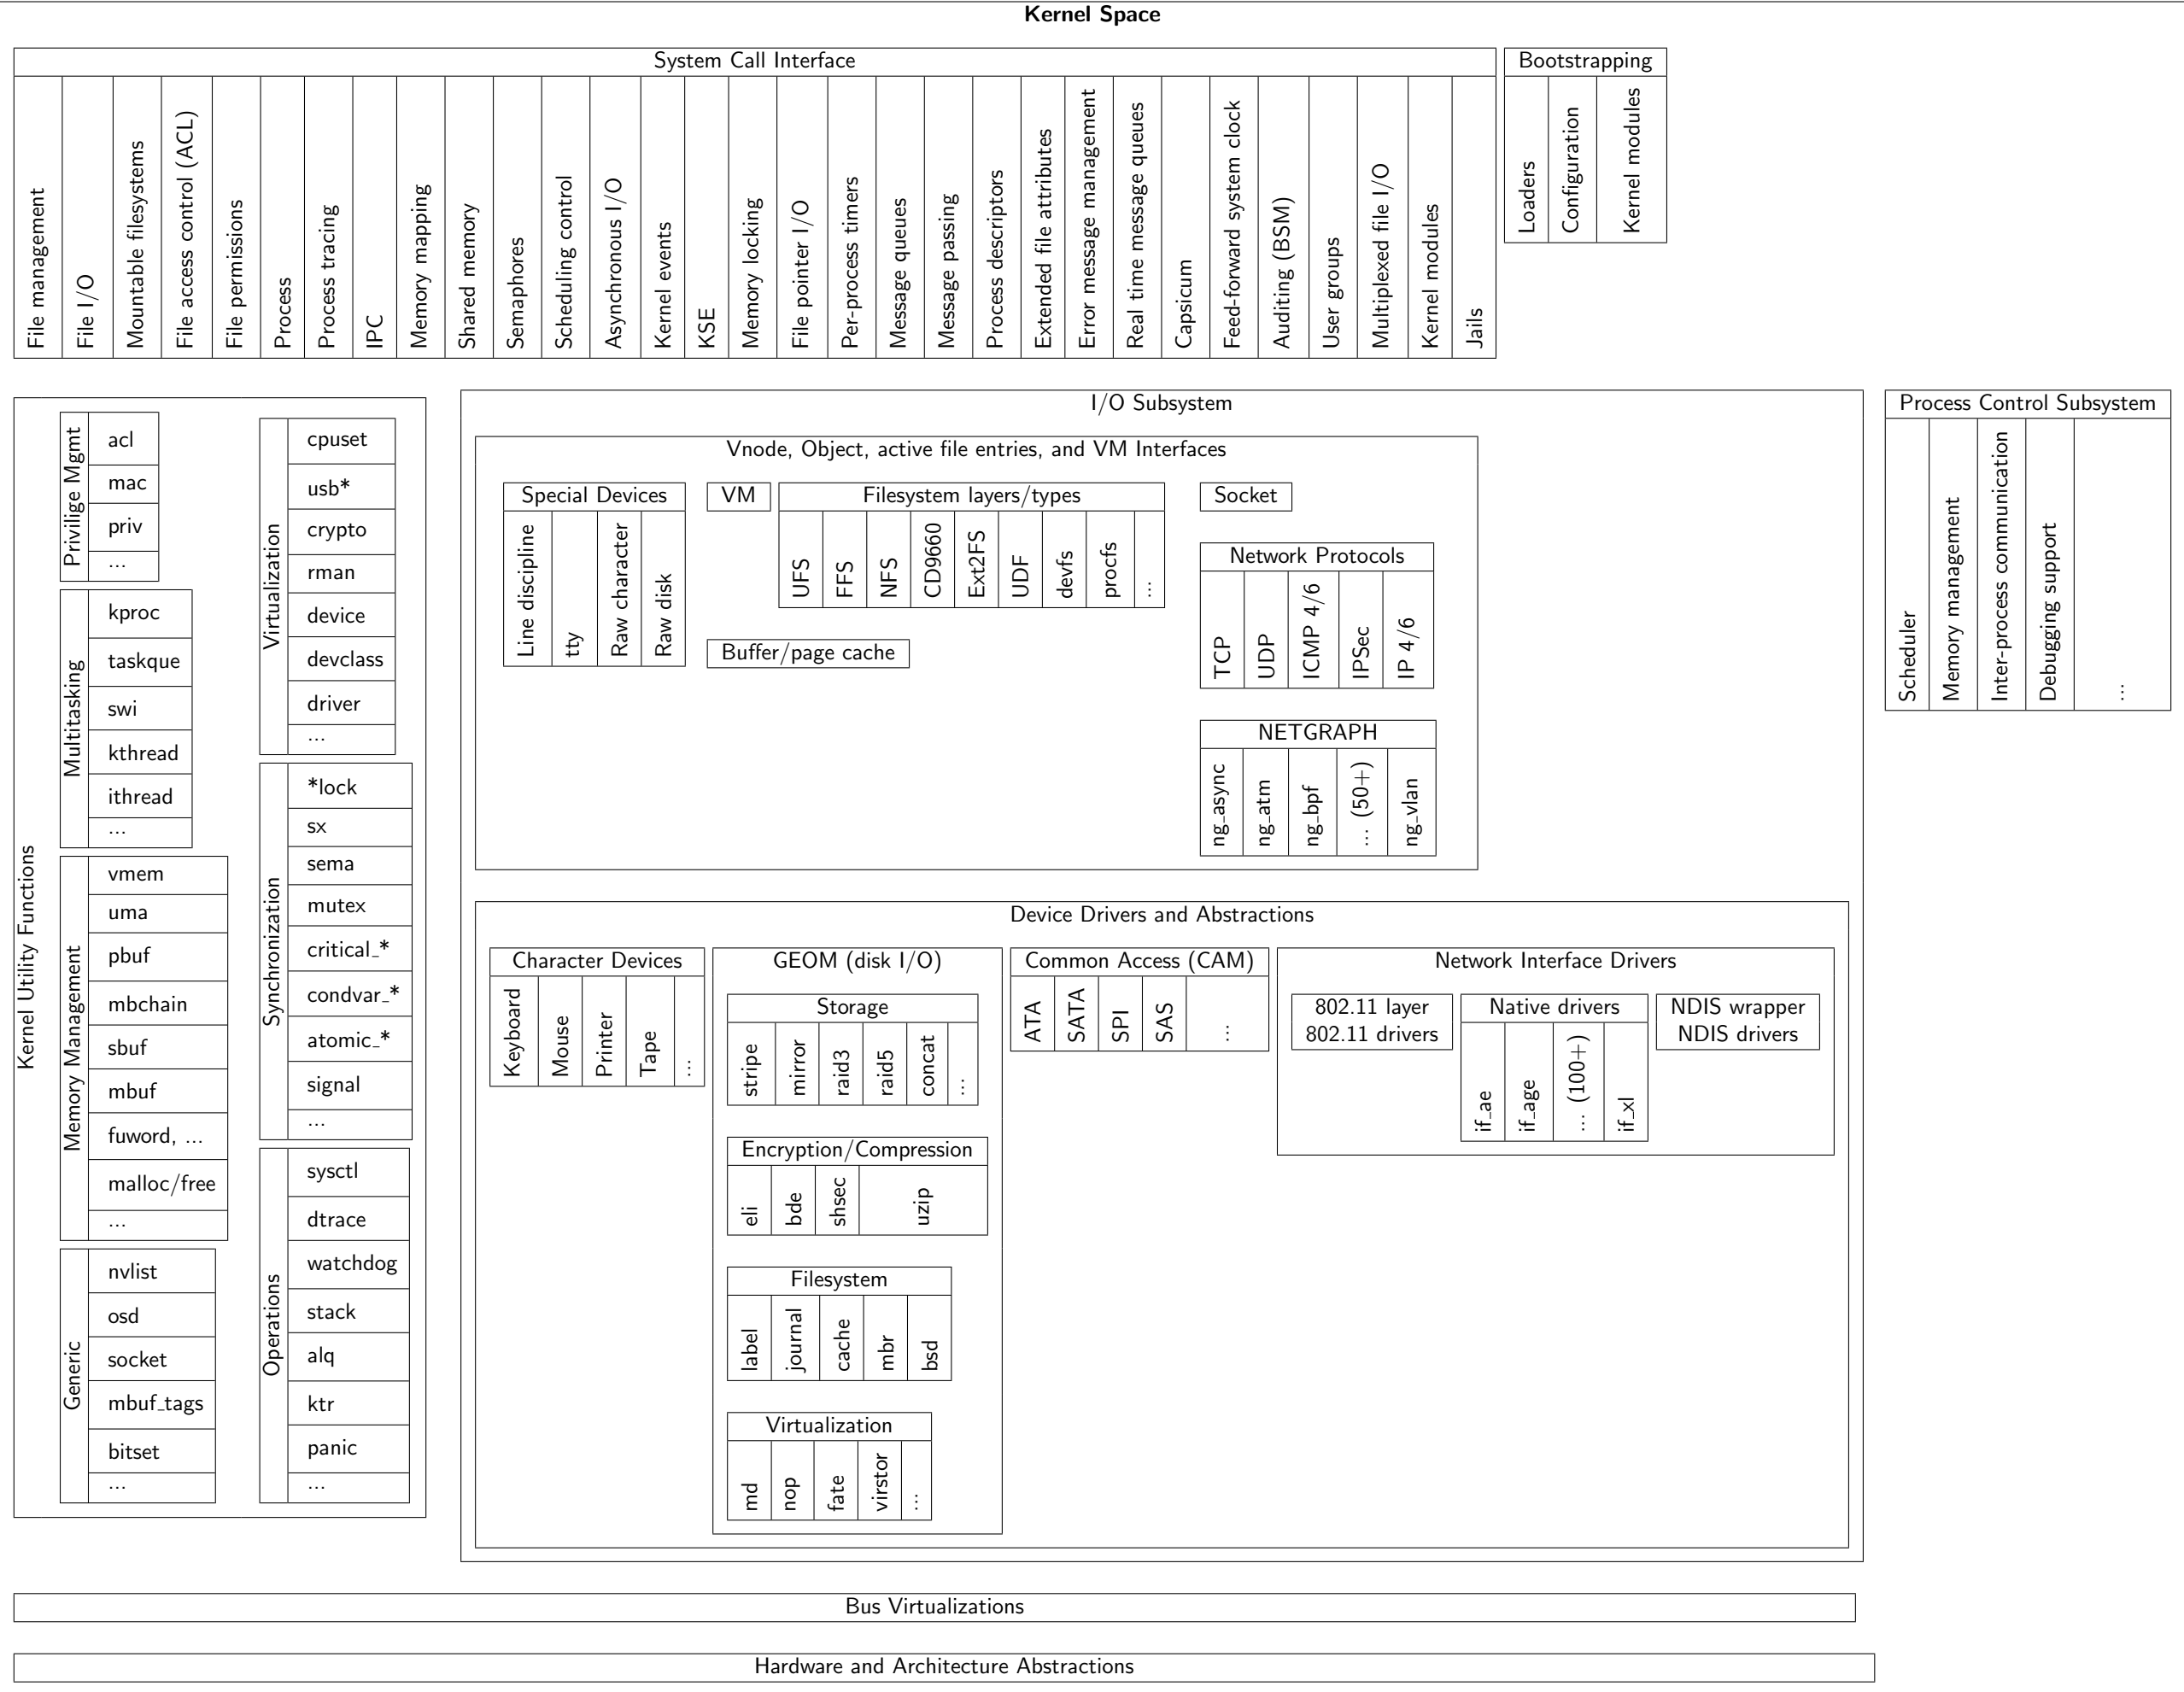 Kernel Space
System Call Interface
File management
File I/O
Mountable filesystems
File access control (ACL)
File permissions
Process
Process tracing
IPC
Memory mapping
Shared memory
Semaphores
Scheduling control
Asynchronous I/O
Kernel events
KSE
Memory locking
File pointer I/O
Per-process timers
Message queues
Message passing
Process descriptors
Extended file attributes
Error message management
Real time message queues
Capsicum
Feed-forward system clock
Auditing (BSM)
User groups
Multiplexed file I/O
Kernel modules
Jails
Bootstrapping
Loaders
Configuration
Kernel modules
Kernel Utility Functions
Privilige Mgmt
acl
mac
priv
...
Multitasking
kproc
taskque
swi
kthread
ithread
...
Memory Management
vmem
uma
pbuf
mbchain
sbuf
mbuf
fuword, ...
malloc/free
...
Generic
nvlist
osd
socket
mbuf_tags
bitset
...
Virtualization
cpuset
usb*
crypto
rman
device
devclass
driver
...
Synchronization
*lock
sx
sema
mutex
critical_*
condvar_*
atomic_*
signal
...
Operations
sysctl
dtrace
watchdog
stack
alq
ktr
panic
...
I/O Subsystem
Vnode, Object, active file entries, and VM Interfaces
Special Devices
Line discipline
tty
Raw character
Raw disk
VM
Filesystem layers/types
UFS
FFS
NFS
CD9660
Ext2FS
UDF
devfs
procfs
...
Buffer/page cache
Socket
Network Protocols
TCP
UDP
ICMP 4/6
IPSec
IP 4/6
NETGRAPH
ng_async
ng_atm
ng_bpf
... (50+)
ng_vlan
Device Drivers and Abstractions
Character Devices
Keyboard
Mouse
Printer
Tape
...
GEOM (disk I/O)
Storage
stripe
mirror
raid3
raid5
concat
...
Encryption/Compression
eli
bde
shsec
uzip
Filesystem
label
journal
cache
mbr
bsd
Virtualization
md
nop
fate
virstor
...
Common Access (CAM)
ATA
SATA
SPI
SAS
...
Network Interface Drivers
802.11 layer
802.11 drivers
Native drivers
if_ae
if_age
... (100+)
if_xl
NDIS wrapper
NDIS drivers
Process Control Subsystem
Scheduler
Memory management
Inter-process communication
Debugging support
...
Bus Virtualizations
Hardware and Architecture Abstractions